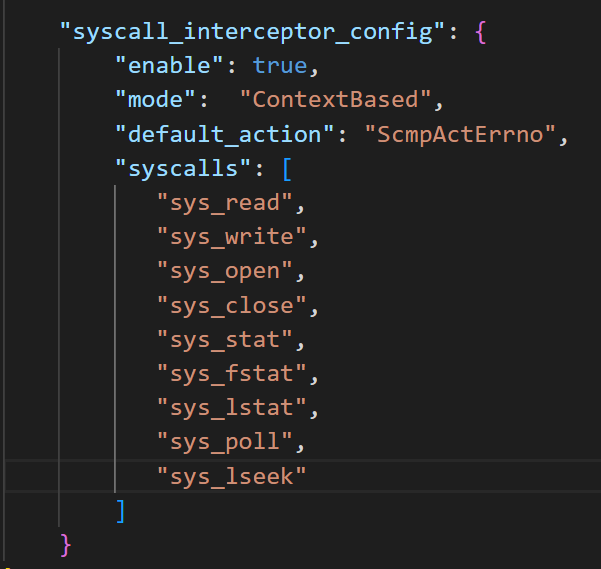 "syscall_interceptor_config": {
"enable": true,
"mode":  "ContextBased",
"default_action": "ScmpActErrno",
"syscalls": [
"sys_read",
"sys_write",
"sys_open",
"sys_close",
"sys_stat",
"sys_fstat",
"sys_lstat",
"sys_poll",
"sys_lseek"
]
}